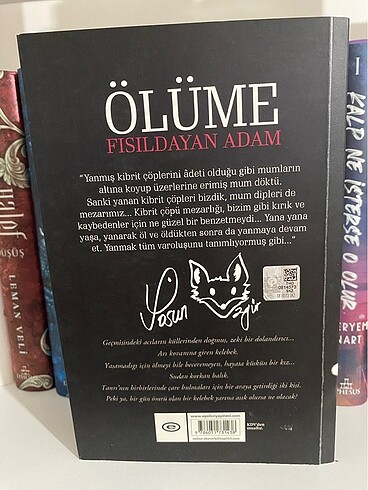 ÖLÜME
FISILDAYAN ADAM
“Yanmış kibrit çöplerini âdeti olduğu gibi mumların
altına koyup üzerlerine erimiş mum döktü.
Sanki yanan kibrit çöpleri bizdik, mum dipleri de
mezarımız... Kibrit çöpü mezarlığı, bizim gibi kırık ve
kaybedenler için ne güzel bir benzetmeydi... Yana yana
yaşa, yanarak öl ve öldükten sonra da yanmaya devam
et. Yanmak tüm varoluşunu tanımlıyormuş gibi...”
Geçmişindeki acıların küllerinden doğmuş, zeki bir dolandırıcı...
Arı kovanına giren kelebek.
Yaşamadığı için ölmeyi bile beceremeyen, hayata küskün bir kız...
Sudan korkan balık.
Tanrı'nın birbirlerinde çare bulmaları için bir araya getirdiği iki kişi.
Peki ya, bir gün ömrü olan bir kelebek yarına aşık olursa ne olacak?
e
KDV'den
muaftır.
LEMAN VELİ
I
KALP NE İSTERSE O OLUR